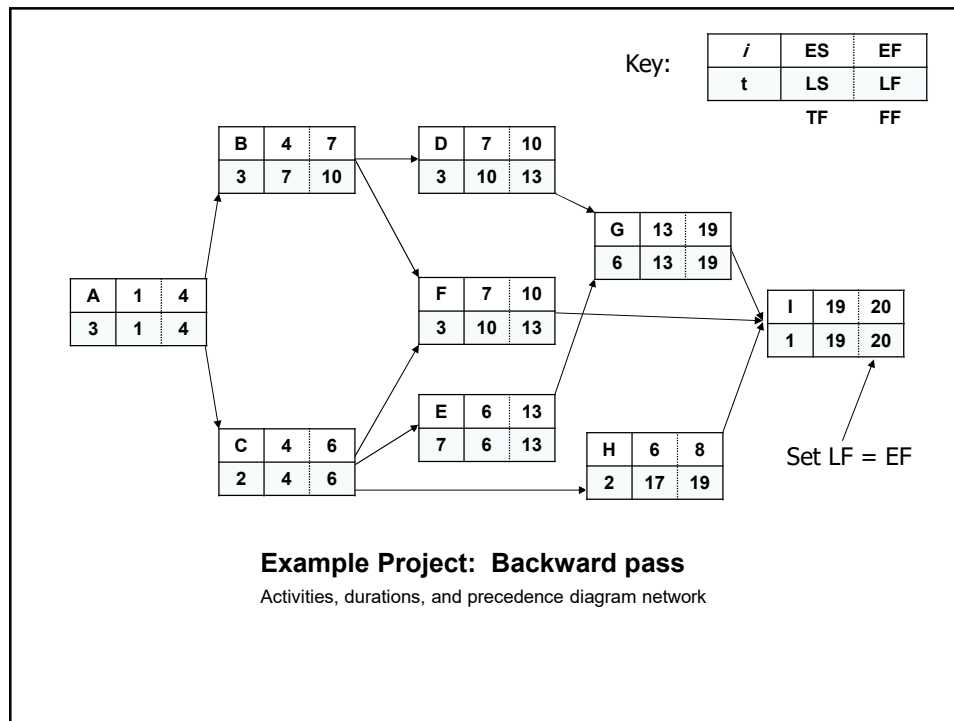 Key:
i ES EF
t LS LF
TF FF
B 4 7
3 7 10
D 7 10
3 10 13
G 13 19
6 13 19
A 1 4
3 1 4
F 7 10
3 10 13
I 19 20
1 19 20
E 6 13
7 6 13
C 4 6
2 4 6
H 6 8
2 17 19
Set LF = EF
Example Project: Backward pass
Activities, durations, and precedence diagram network